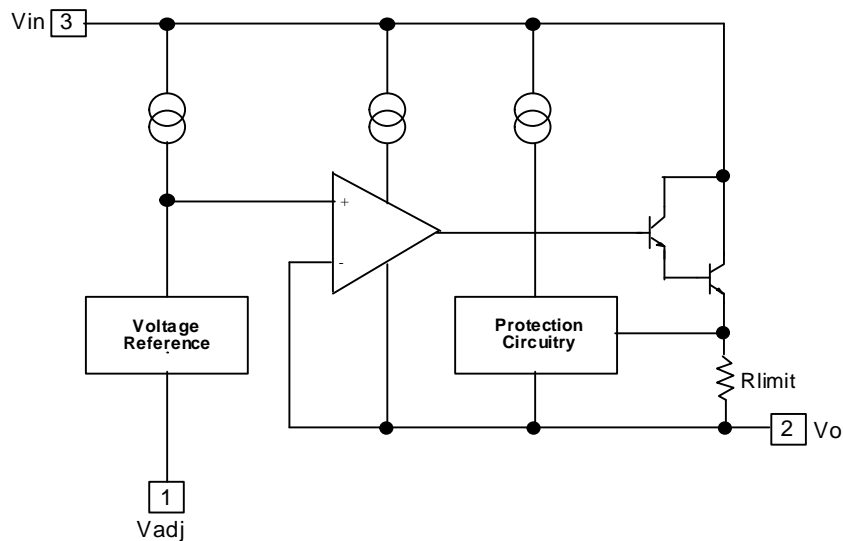 Vin 3
+
-
Voltage
Reference
Protection
Circuitry
Rlimit
2 Vo
1
Vadj